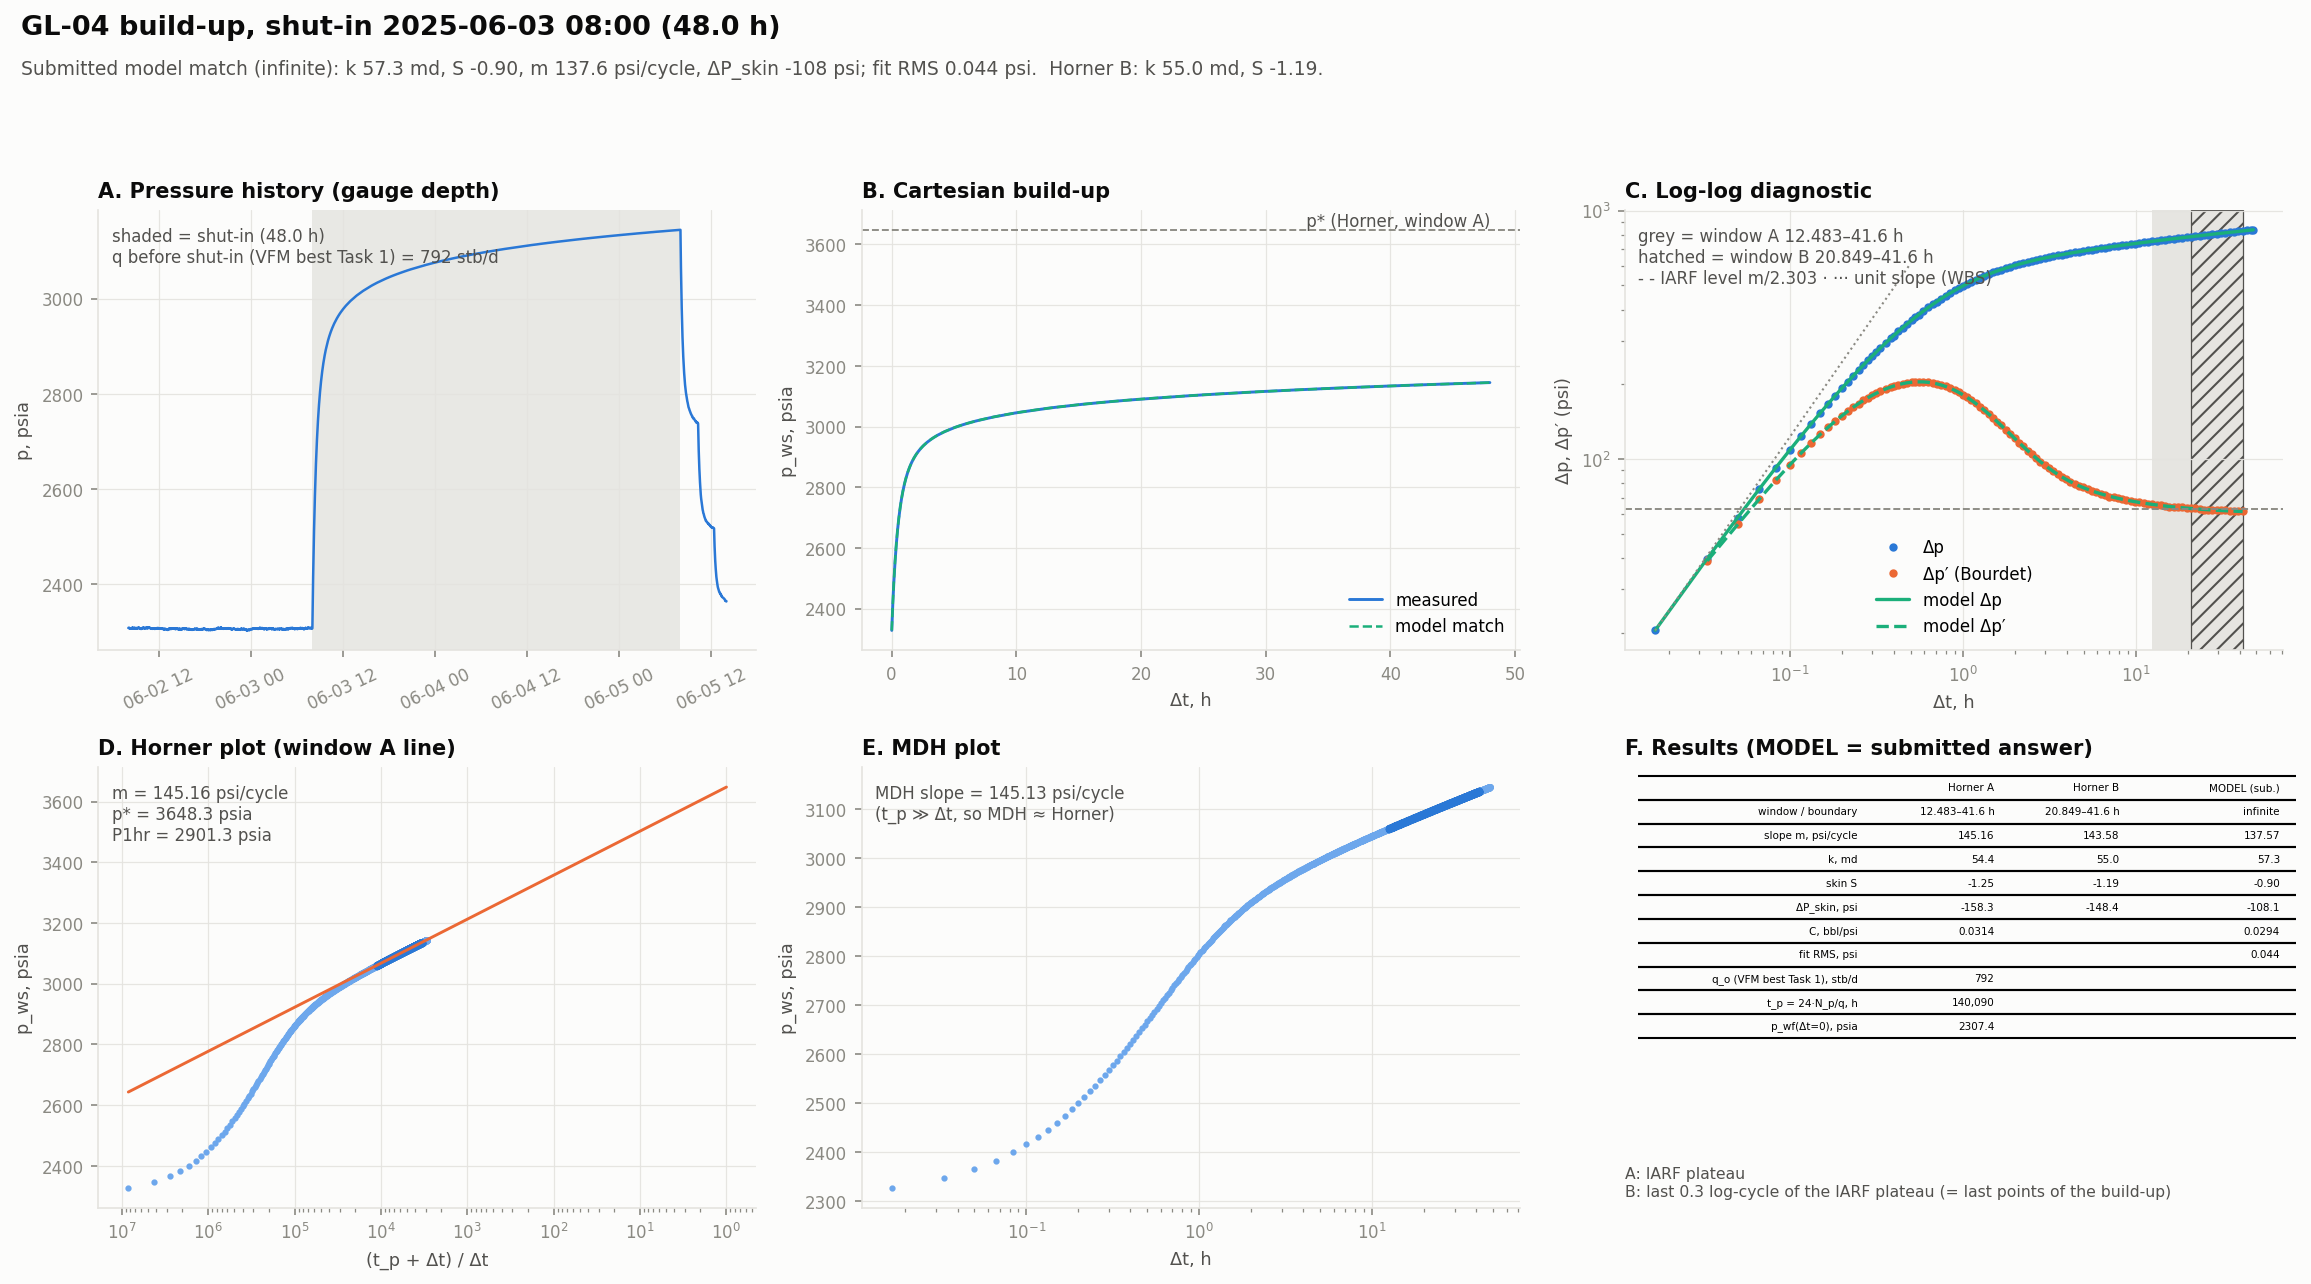 GL-04 build-up, shut-in 2025-06-03 08:00 (48.0 h)
Submitted model match (infinite): k 57.3 md, S -0.90, m 137.6 psi/cycle, ΔP_skin -108 psi; fit RMS 0.044 psi.  Horner B: k 55.0 md, S -1.19.
A. Pressure history (gauge depth)
shaded = shut-in (48.0 h)
q before shut-in (VFM best Task 1) = 792 stb/d
p, psia
3000
2800
2600
2400
06-02 12
06-03 00
06-03 12
06-04 00
06-04 12
06-05 00
06-05 12
B. Cartesian build-up
p* (Horner, window A)
p_ws, psia
3600
3400
3200
3000
2800
2600
2400
measured
model match
0
10
20
30
40
50
Δt, h
C. Log-log diagnostic
grey = window A 12.483–41.6 h
hatched = window B 20.849–41.6 h
- - IARF level m/2.303 · ··· unit slope (WBS)
Δp, Δp′ (psi)
10³
10²
Δp
Δp′ (Bourdet)
model Δp
model Δp′
10⁻¹
10⁰
10¹
Δt, h
D. Horner plot (window A line)
m = 145.16 psi/cycle
p* = 3648.3 psia
P1hr = 2901.3 psia
p_ws, psia
3600
3400
3200
3000
2800
2600
2400
10⁷
10⁶
10⁵
10⁴
10³
10²
10¹
10⁰
(t_p + Δt) / Δt
E. MDH plot
MDH slope = 145.13 psi/cycle
(t_p ≫ Δt, so MDH ≈ Horner)
p_ws, psia
3100
3000
2900
2800
2700
2600
2500
2400
2300
10⁻¹
10⁰
10¹
Δt, h
F. Results (MODEL = submitted answer)
Horner A Horner B MODEL (sub.)
window / boundary 12.483–41.6 h 20.849–41.6 h infinite
slope m, psi/cycle 145.16 143.58 137.57
k, md 54.4 55.0 57.3
skin S -1.25 -1.19 -0.90
ΔP_skin, psi -158.3 -148.4 -108.1
C, bbl/psi 0.0314 0.0294
fit RMS, psi 0.044
q_o (VFM best Task 1), stb/d 792
t_p = 24·N_p/q, h 140,090
p_wf(Δt=0), psia 2307.4
A: IARF plateau
B: last 0.3 log-cycle of the IARF plateau (= last points of the build-up)